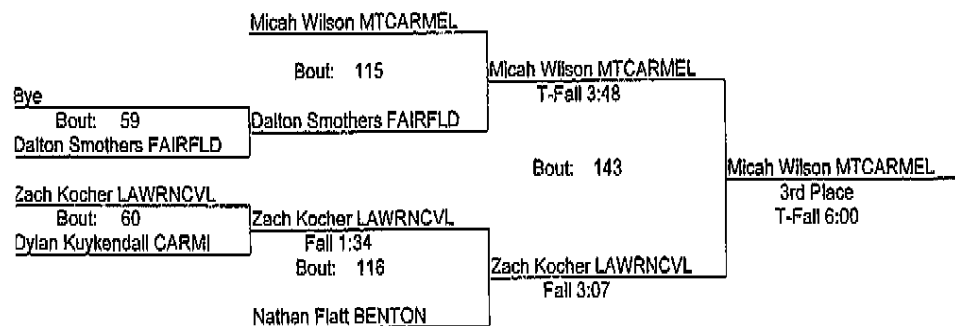 Micah Wilson MTCARMEL
Bout: 115
Micah Wilson MTCARMEL
T-Fall 3:48
Bye
Bout: 59
Dalton Smothers FAIRFLD
Dalton Smothers FAIRFLD
Bout: 143
Micah Wilson MTCARMEL
3rd Place
T-Fall 6:00
Zach Kocher LAWRNCVL
Bout: 60
Dylan Kuykendall CARMI
Zach Kocher LAWRNCVL
Fall 1:34
Bout: 116
Zach Kocher LAWRNCVL
Fall 3:07
Nathan Flatt BENTON